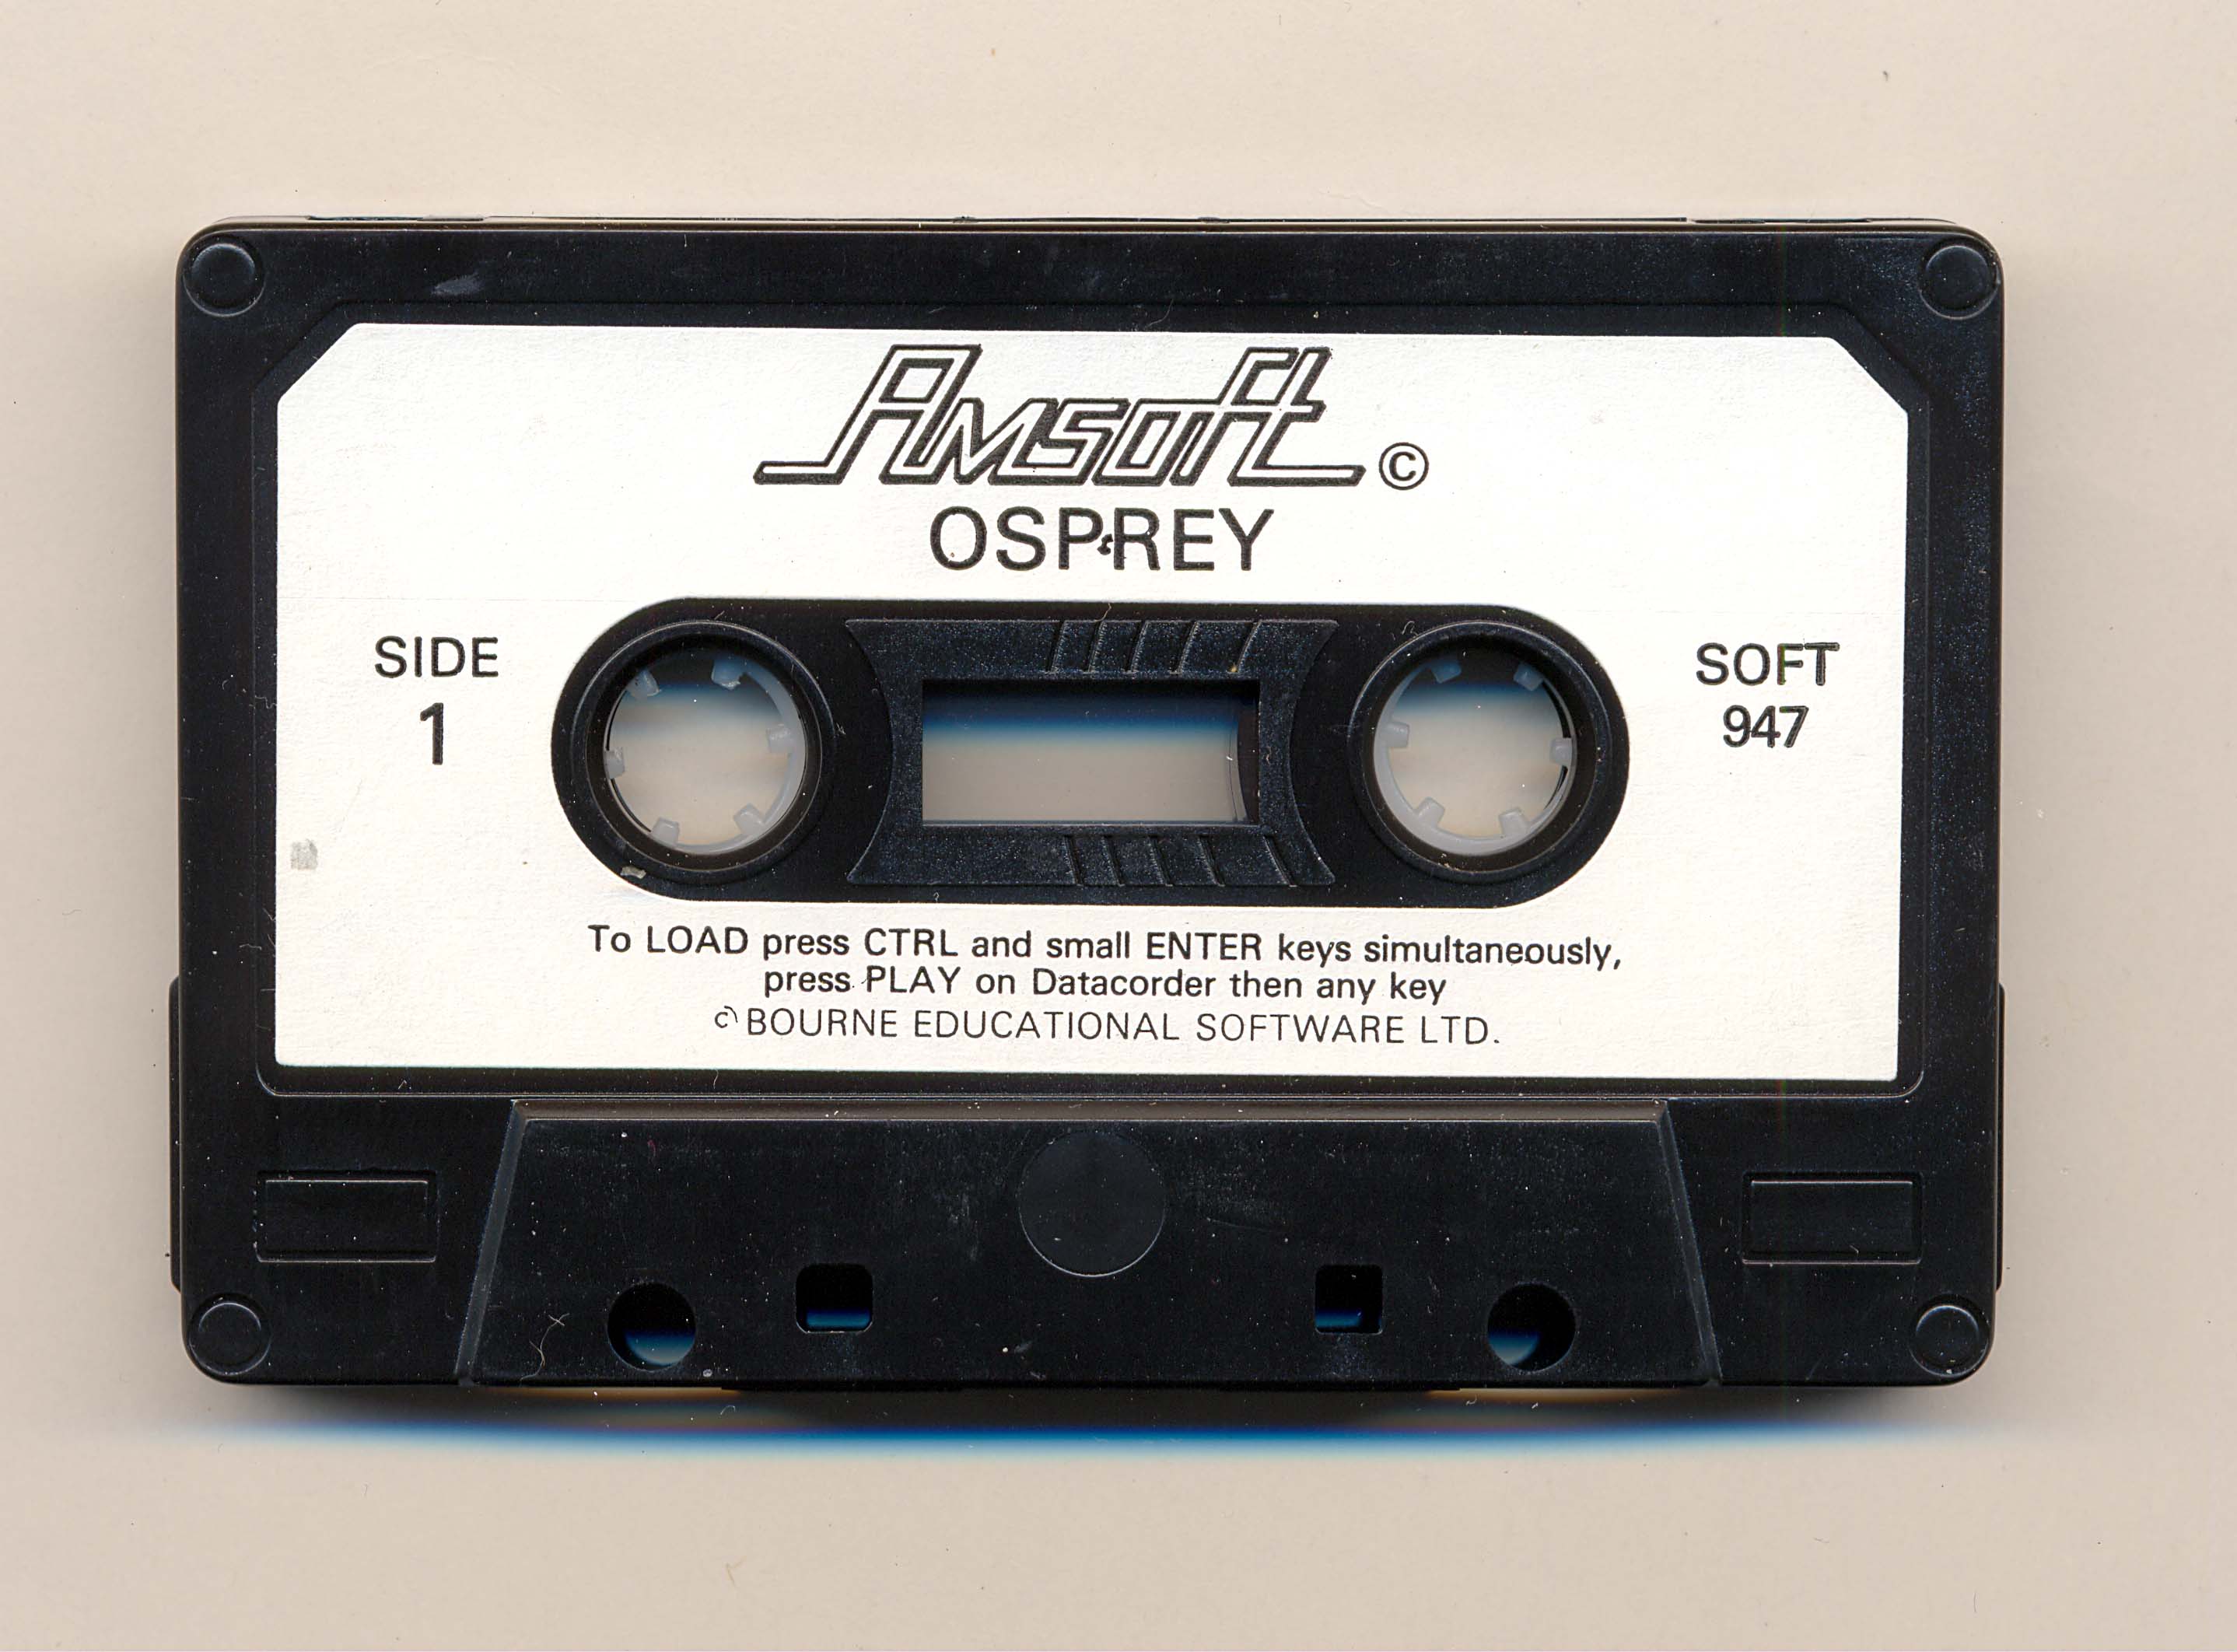 Amsoft ©
OSPREY
SIDE
1
SOFT
947
To LOAD press CTRL and small ENTER keys simultaneously,
press PLAY on Datacorder then any key
© BOURNE EDUCATIONAL SOFTWARE LTD.